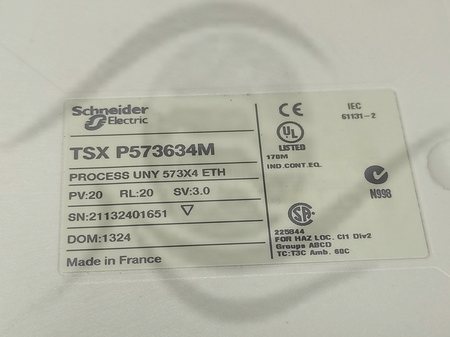 Schneider
Electric
TSX P573634M
PROCESS UNY 573X4 ETH
PV:20 RL:20 SV:3.0
SN:21132401651
DOM:1324
Made in France
CE
IEC
61131-2
UL
LISTED
178M
IND.CONT.EQ.
N998
225844
FOR HAZ LOC. Cl1 Div2
Groups ABCD
TC:T3C Amb. 60C